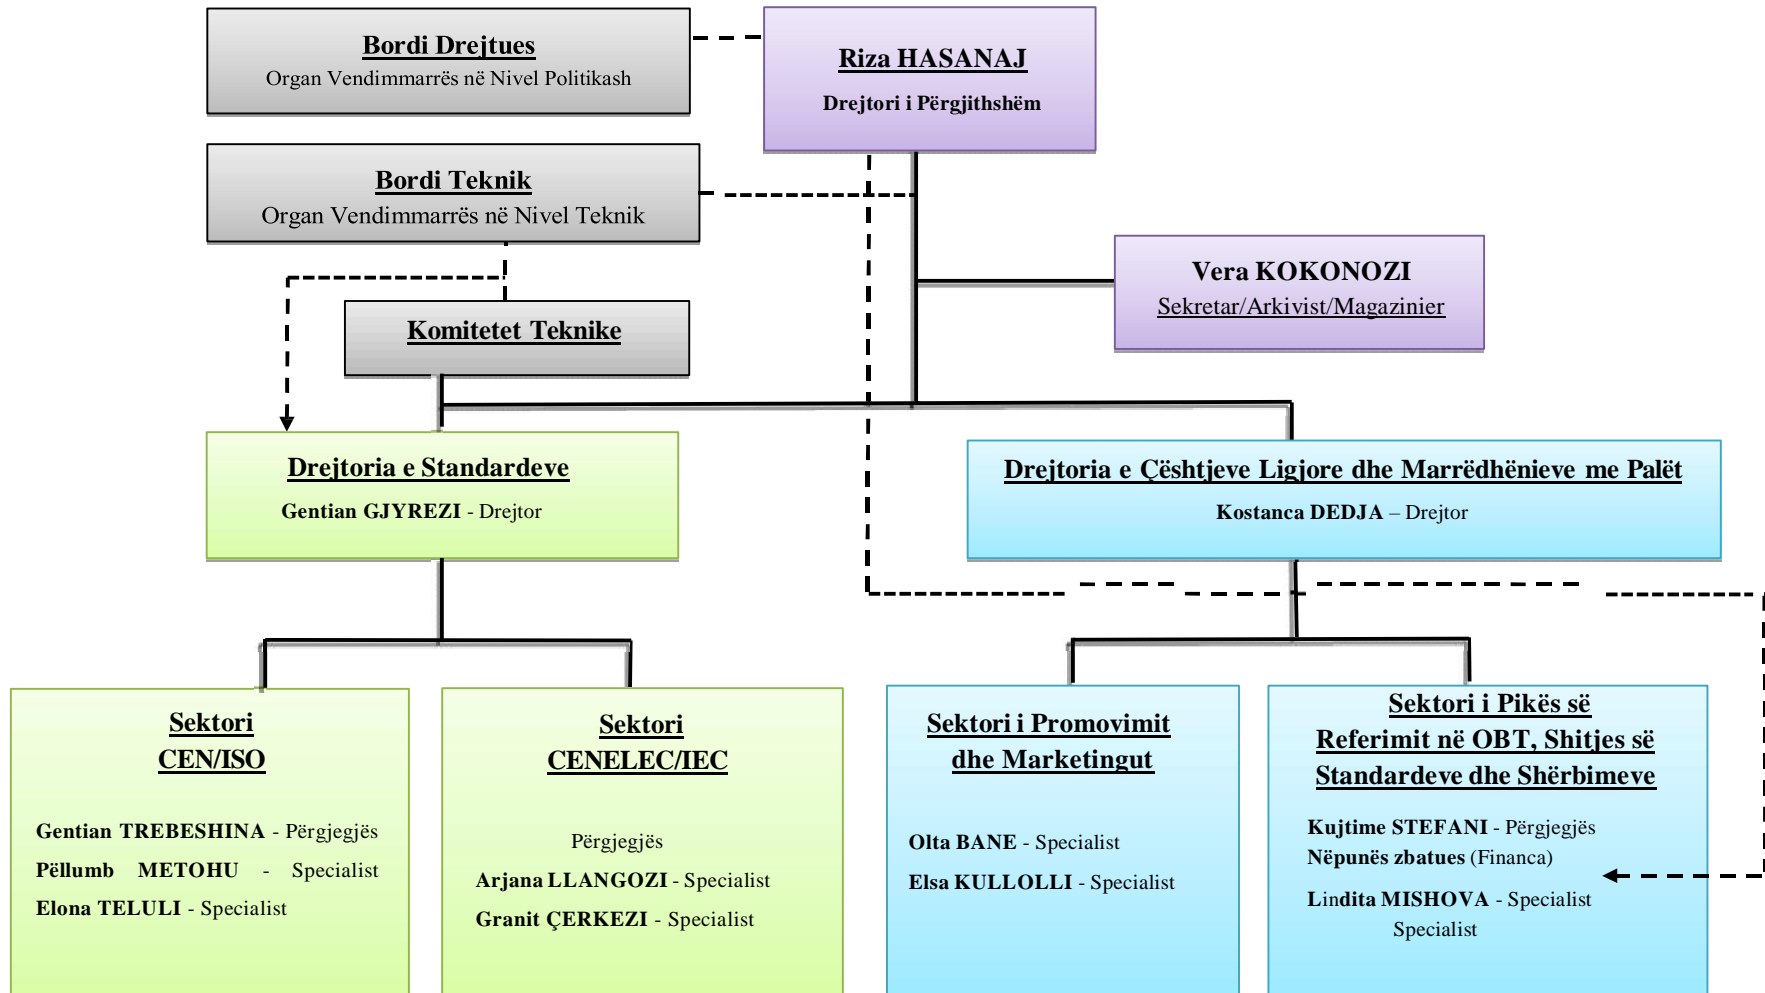 Bordi Drejtues
Organ Vendimmarrës në Nivel Politikash
Riza HASANAJ
Drejtori i Përgjithshëm
Bordi Teknik
Organ Vendimmarrës në Nivel Teknik
Vera KOKONOZI
Sekretar/Arkivist/Magazinier
Komitetet Teknike
Drejtoria e Standardeve
Gentian GJYREZI - Drejtor
Drejtoria e Çështjeve Ligjore dhe Marrëdhënieve me Palët
Kostanca DEDJA – Drejtor
Sektori
CEN/ISO
Gentian TREBESHINA - Përgjegjës
Pëllumb METOHU - Specialist
Elona TELULI - Specialist
Sektori
CENELEC/IEC
Përgjegjës
Arjana LLANGOZI - Specialist
Granit ÇERKEZI - Specialist
Sektori i Promovimit
dhe Marketingut
Olta BANE - Specialist
Elsa KULLOLLI - Specialist
Sektori i Pikës së
Referimit në OBT, Shitjes së
Standardeve dhe Shërbimeve
Kujtime STEFANI - Përgjegjës
Nëpunës zbatues (Financa)
Lindita MISHOVA - Specialist
Specialist